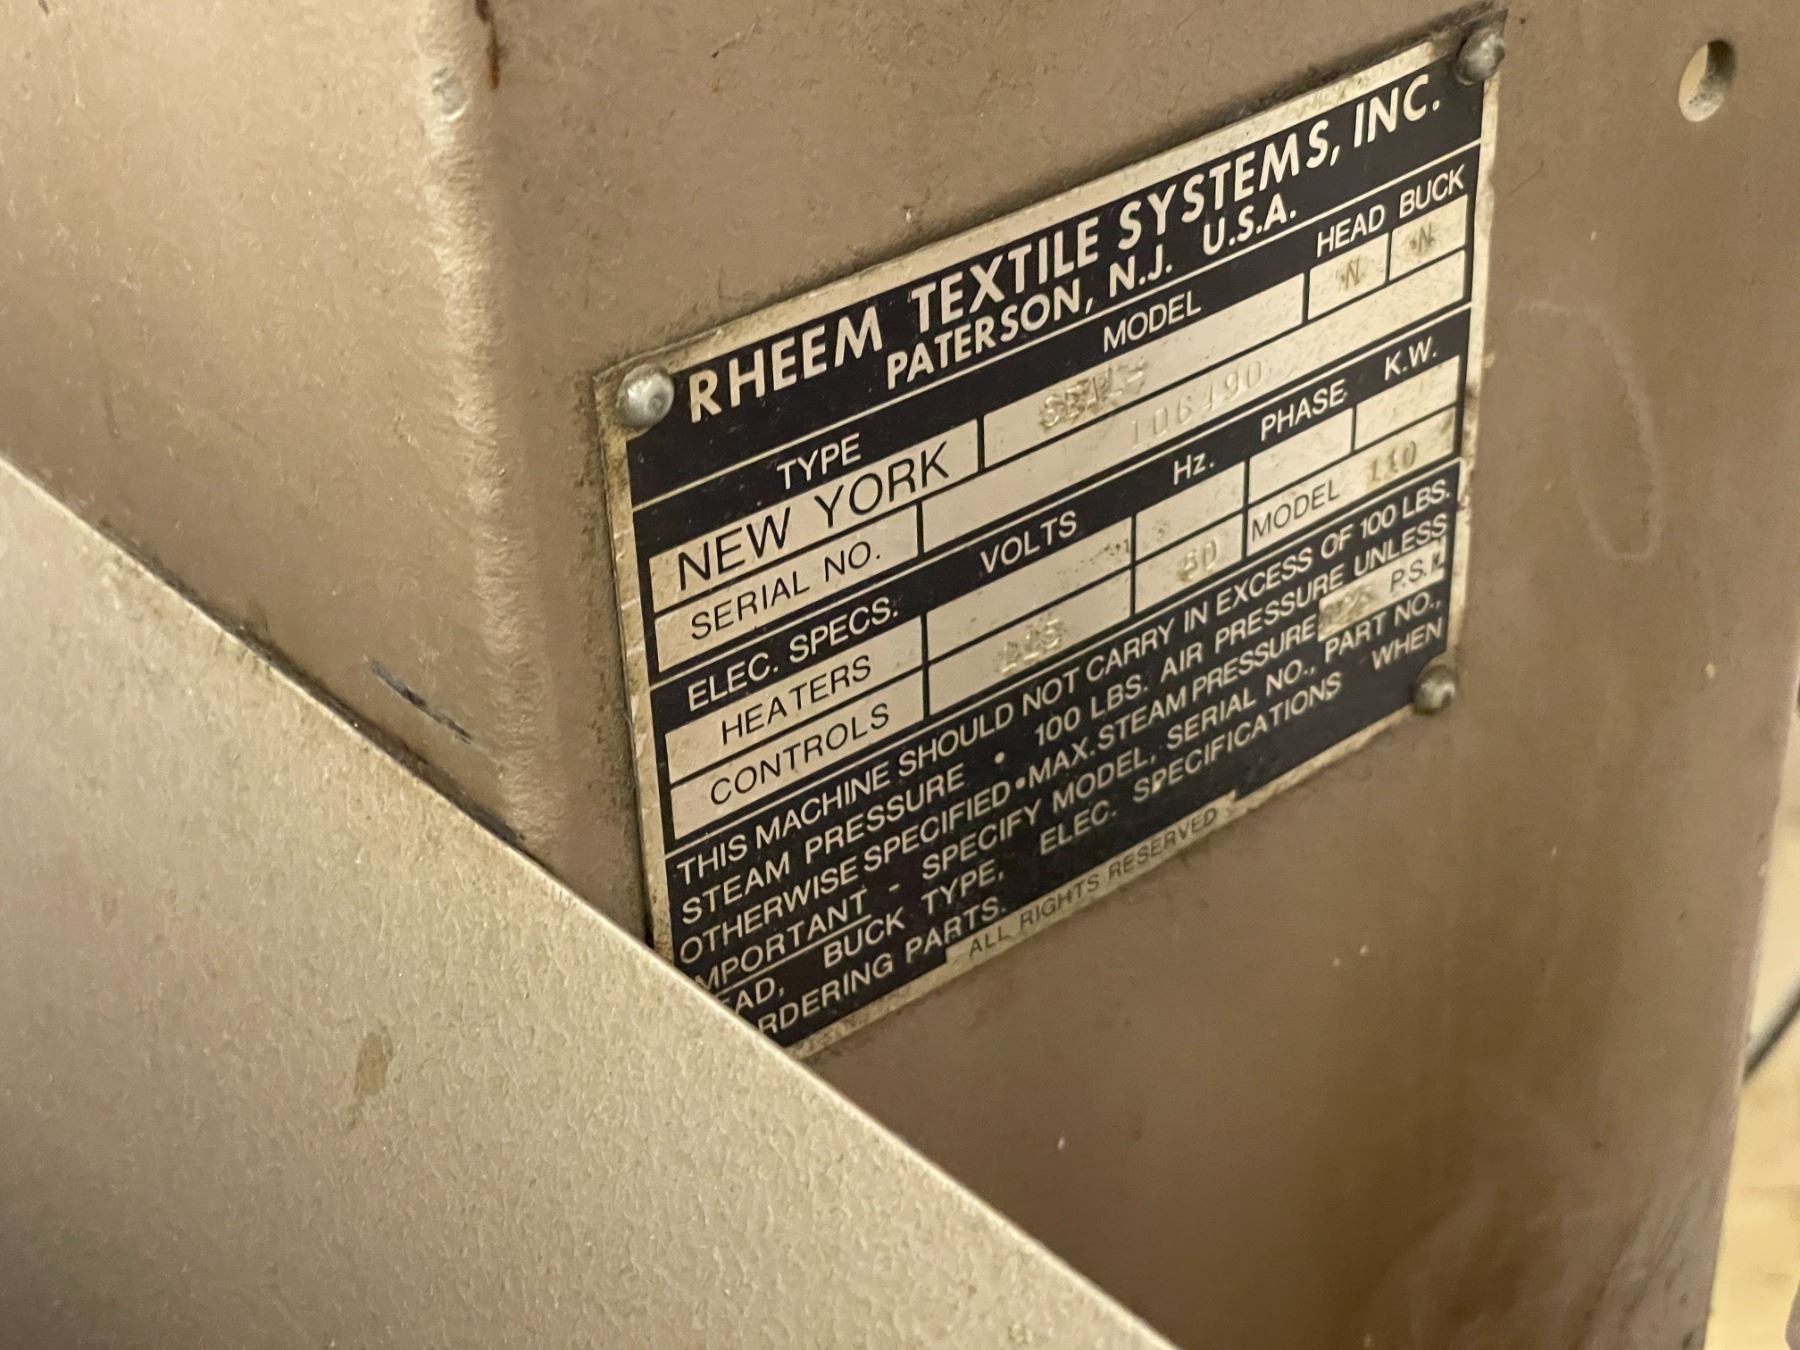 RHEEM TEXTILE SYSTEMS, INC.
PATERSON, N.J. U.S.A.
TYPE MODEL HEAD BUCK
NEW YORK N N
SERIAL NO. 106490
ELEC. SPECS. VOLTS Hz. PHASE K.W.
HEATERS
CONTROLS 115 60 MODEL 110
THIS MACHINE SHOULD NOT CARRY IN EXCESS OF 100 LBS.
STEAM PRESSURE • 100 LBS. AIR PRESSURE UNLESS
OTHERWISE SPECIFIED • MAX. STEAM PRESSURE P.S.I.
MPORTANT - SPECIFY MODEL, SERIAL NO., PART NO.,
EAD, BUCK TYPE, ELEC. SPECIFICATIONS WHEN
RDERING PARTS.
ALL RIGHTS RESERVED